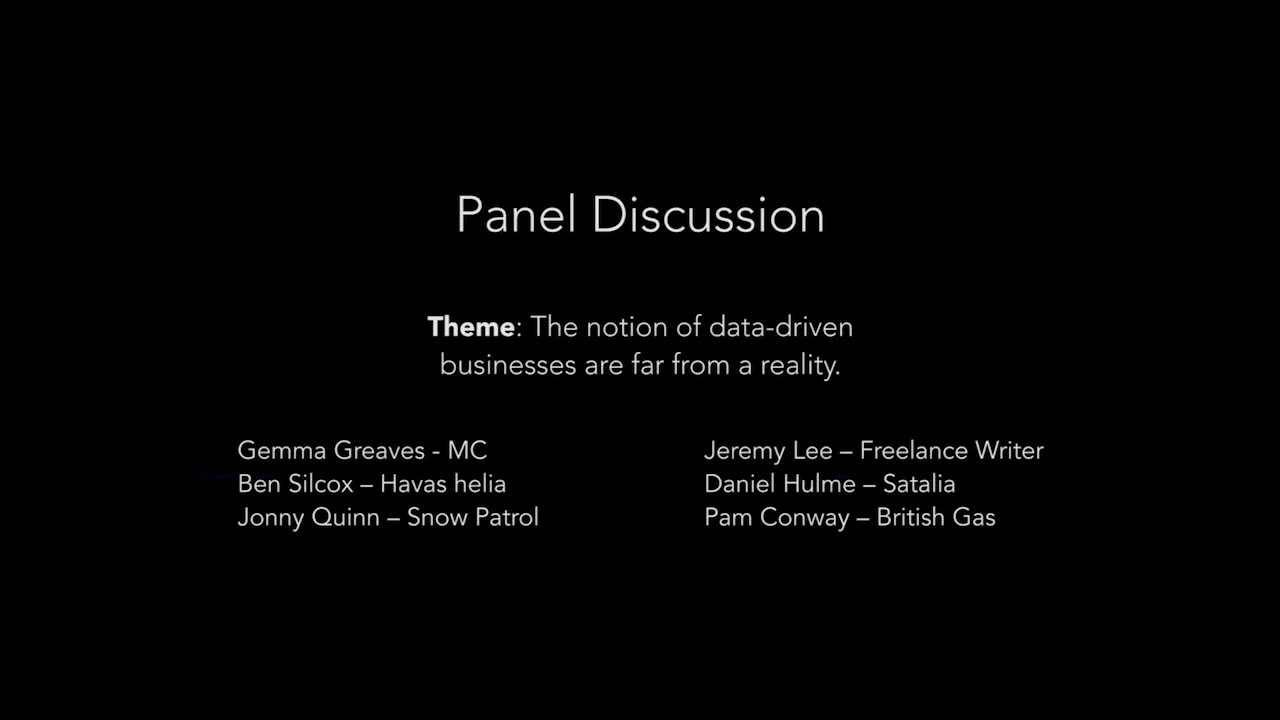 Panel Discussion
Theme: The notion of data-driven
businesses are far from a reality.
Gemma Greaves - MC
Ben Silcox – Havas helia
Jonny Quinn – Snow Patrol
Jeremy Lee – Freelance Writer
Daniel Hulme – Satalia
Pam Conway – British Gas